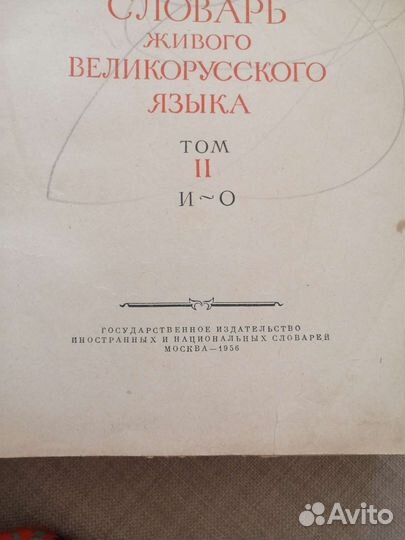 СЛОВАРЬ
ЖИВОГО
ВЕЛИКОРУССКОГО
ЯЗЫКА
ТОМ
II
И~О
ГОСУДАРСТВЕННОЕ ИЗДАТЕЛЬСТВО
ИНОСТРАННЫХ И НАЦИОНАЛЬНЫХ СЛОВАРЕЙ
МОСКВА—1956
Avito